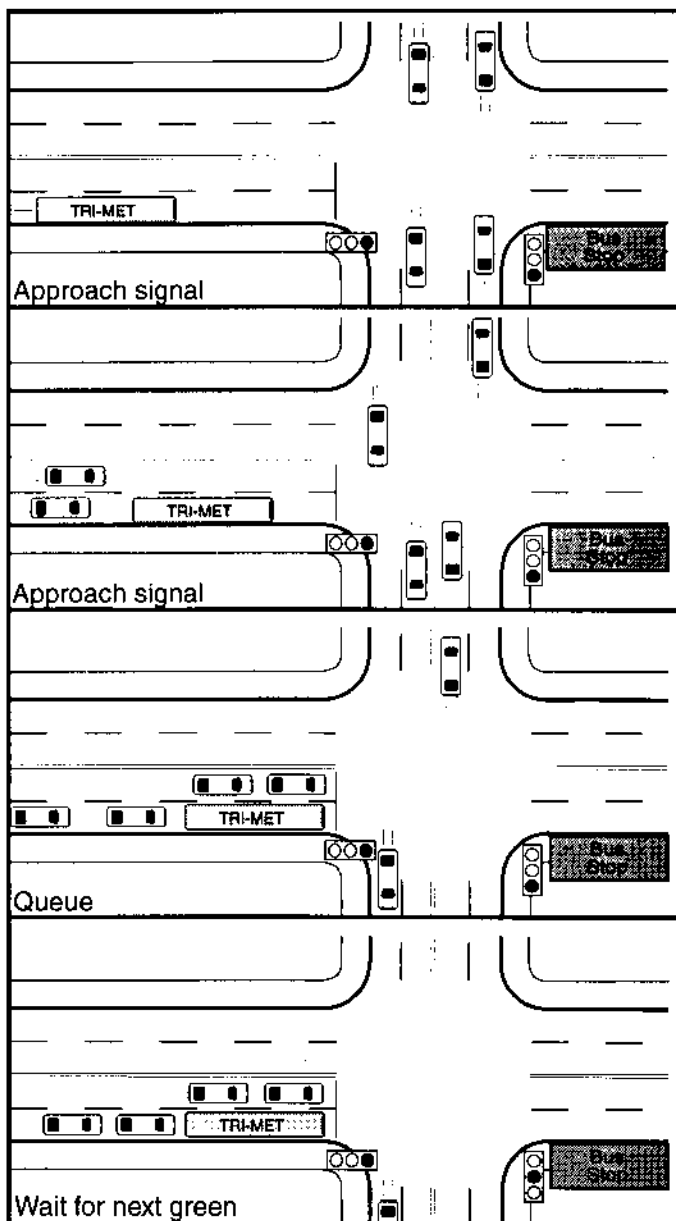 TRI-MET
Bus
Stop
Approach signal
TRI-MET
Bus
Stop
Approach signal
TRI-MET
Bus
Stop
Queue
TRI-MET
Bus
Stop
Wait for next green